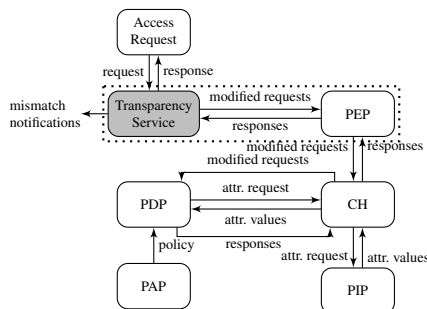 Access
Request
request
response
mismatch
notifications
Transparency
Service
modified requests
responses
PEP
modified requests
responses
modified requests
PDP
attr. request
attr. values
CH
policy
responses
attr. request
attr. values
PAP
PIP